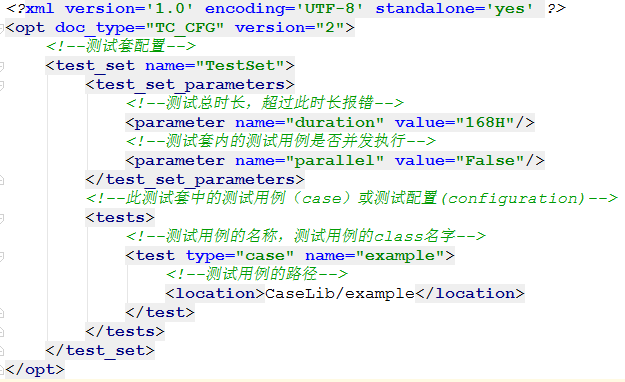 <?xml version='1.0' encoding='UTF-8' standalone='yes' ?>
<opt doc_type="TC_CFG" version="2">
<!--测试套配置-->
<test_set name="TestSet">
<test_set_parameters>
<!--测试总时长，超过此时长报错-->
<parameter name="duration" value="168H"/>
<!--测试套内的测试用例是否并发执行-->
<parameter name="parallel" value="False"/>
</test_set_parameters>
<!--此测试套中的测试用例（case）或测试配置(configuration)-->
<tests>
<!--测试用例的名称，测试用例的class名字-->
<test type="case" name="example">
<!--测试用例的路径-->
<location>CaseLib/example</location>
</test>
</tests>
</test_set>
</opt>